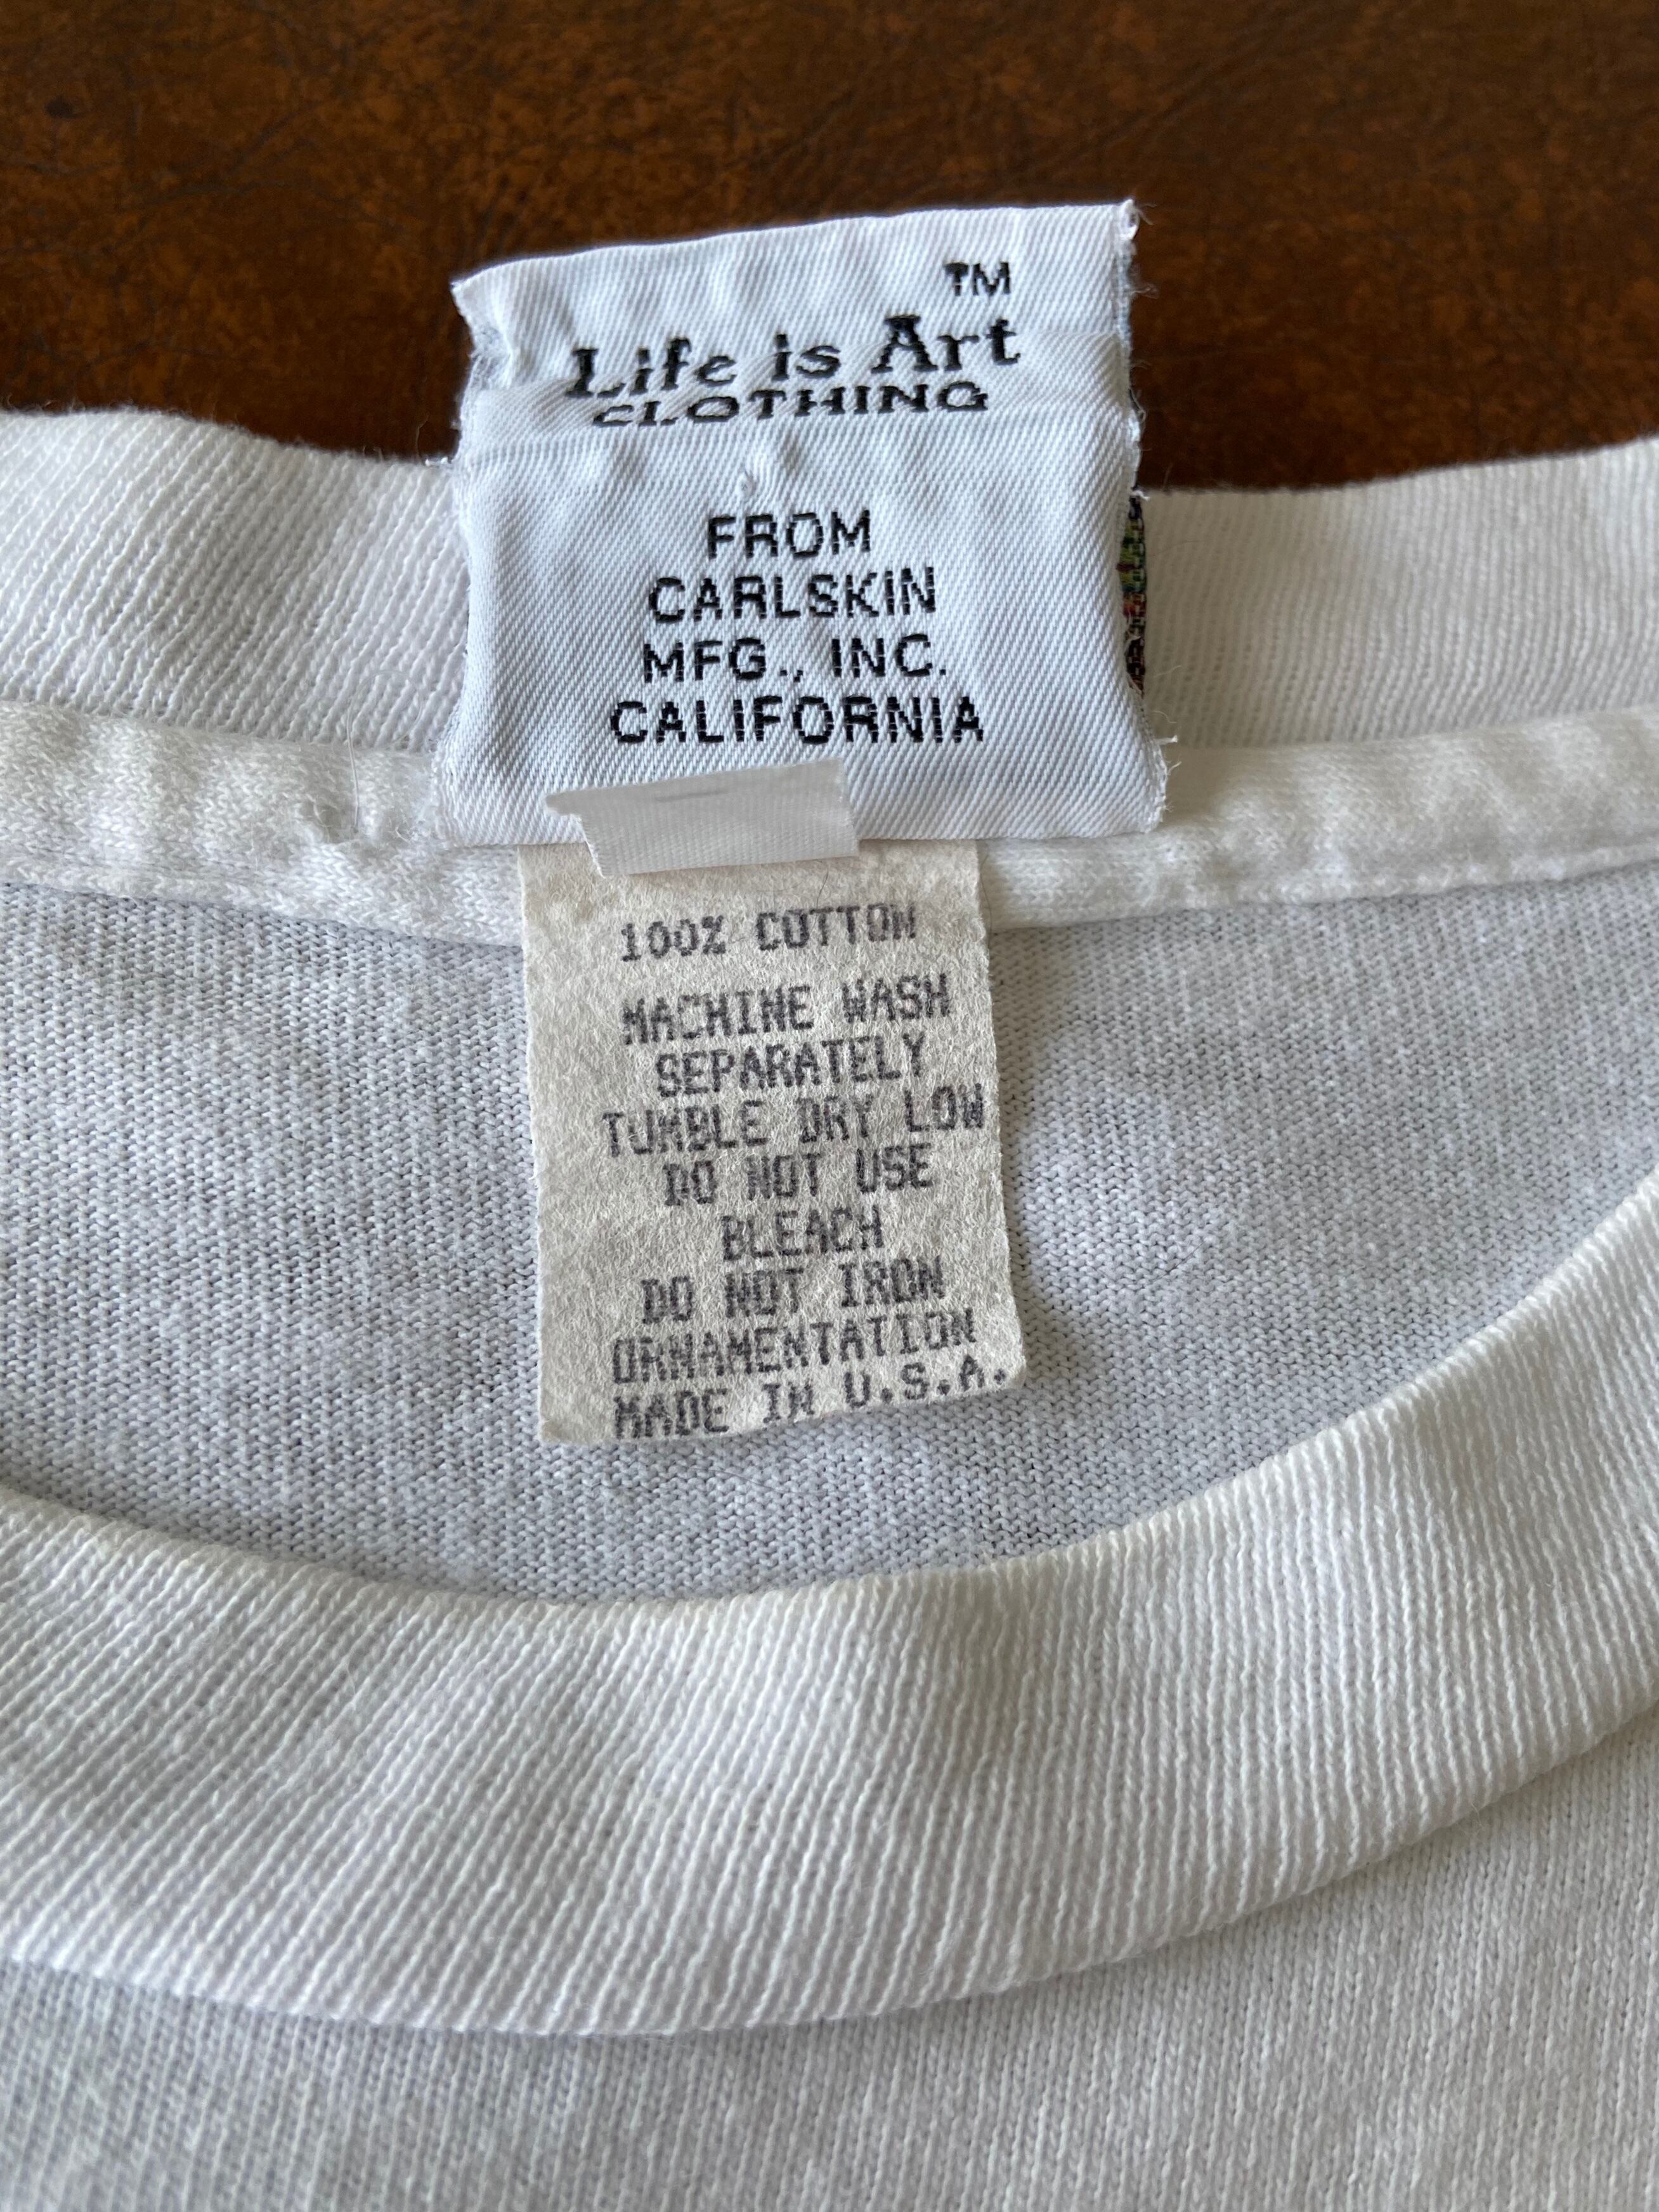 TM
Life is Art
CLOTHING
FROM
CARLSKIN
MFG., INC.
CALIFORNIA
100% COTTON
MACHINE WASH
SEPARATELY
TUMBLE DRY LOW
DO NOT USE
BLEACH
DO NOT IRON
ORNAMENTATION
MADE IN U.S.A.